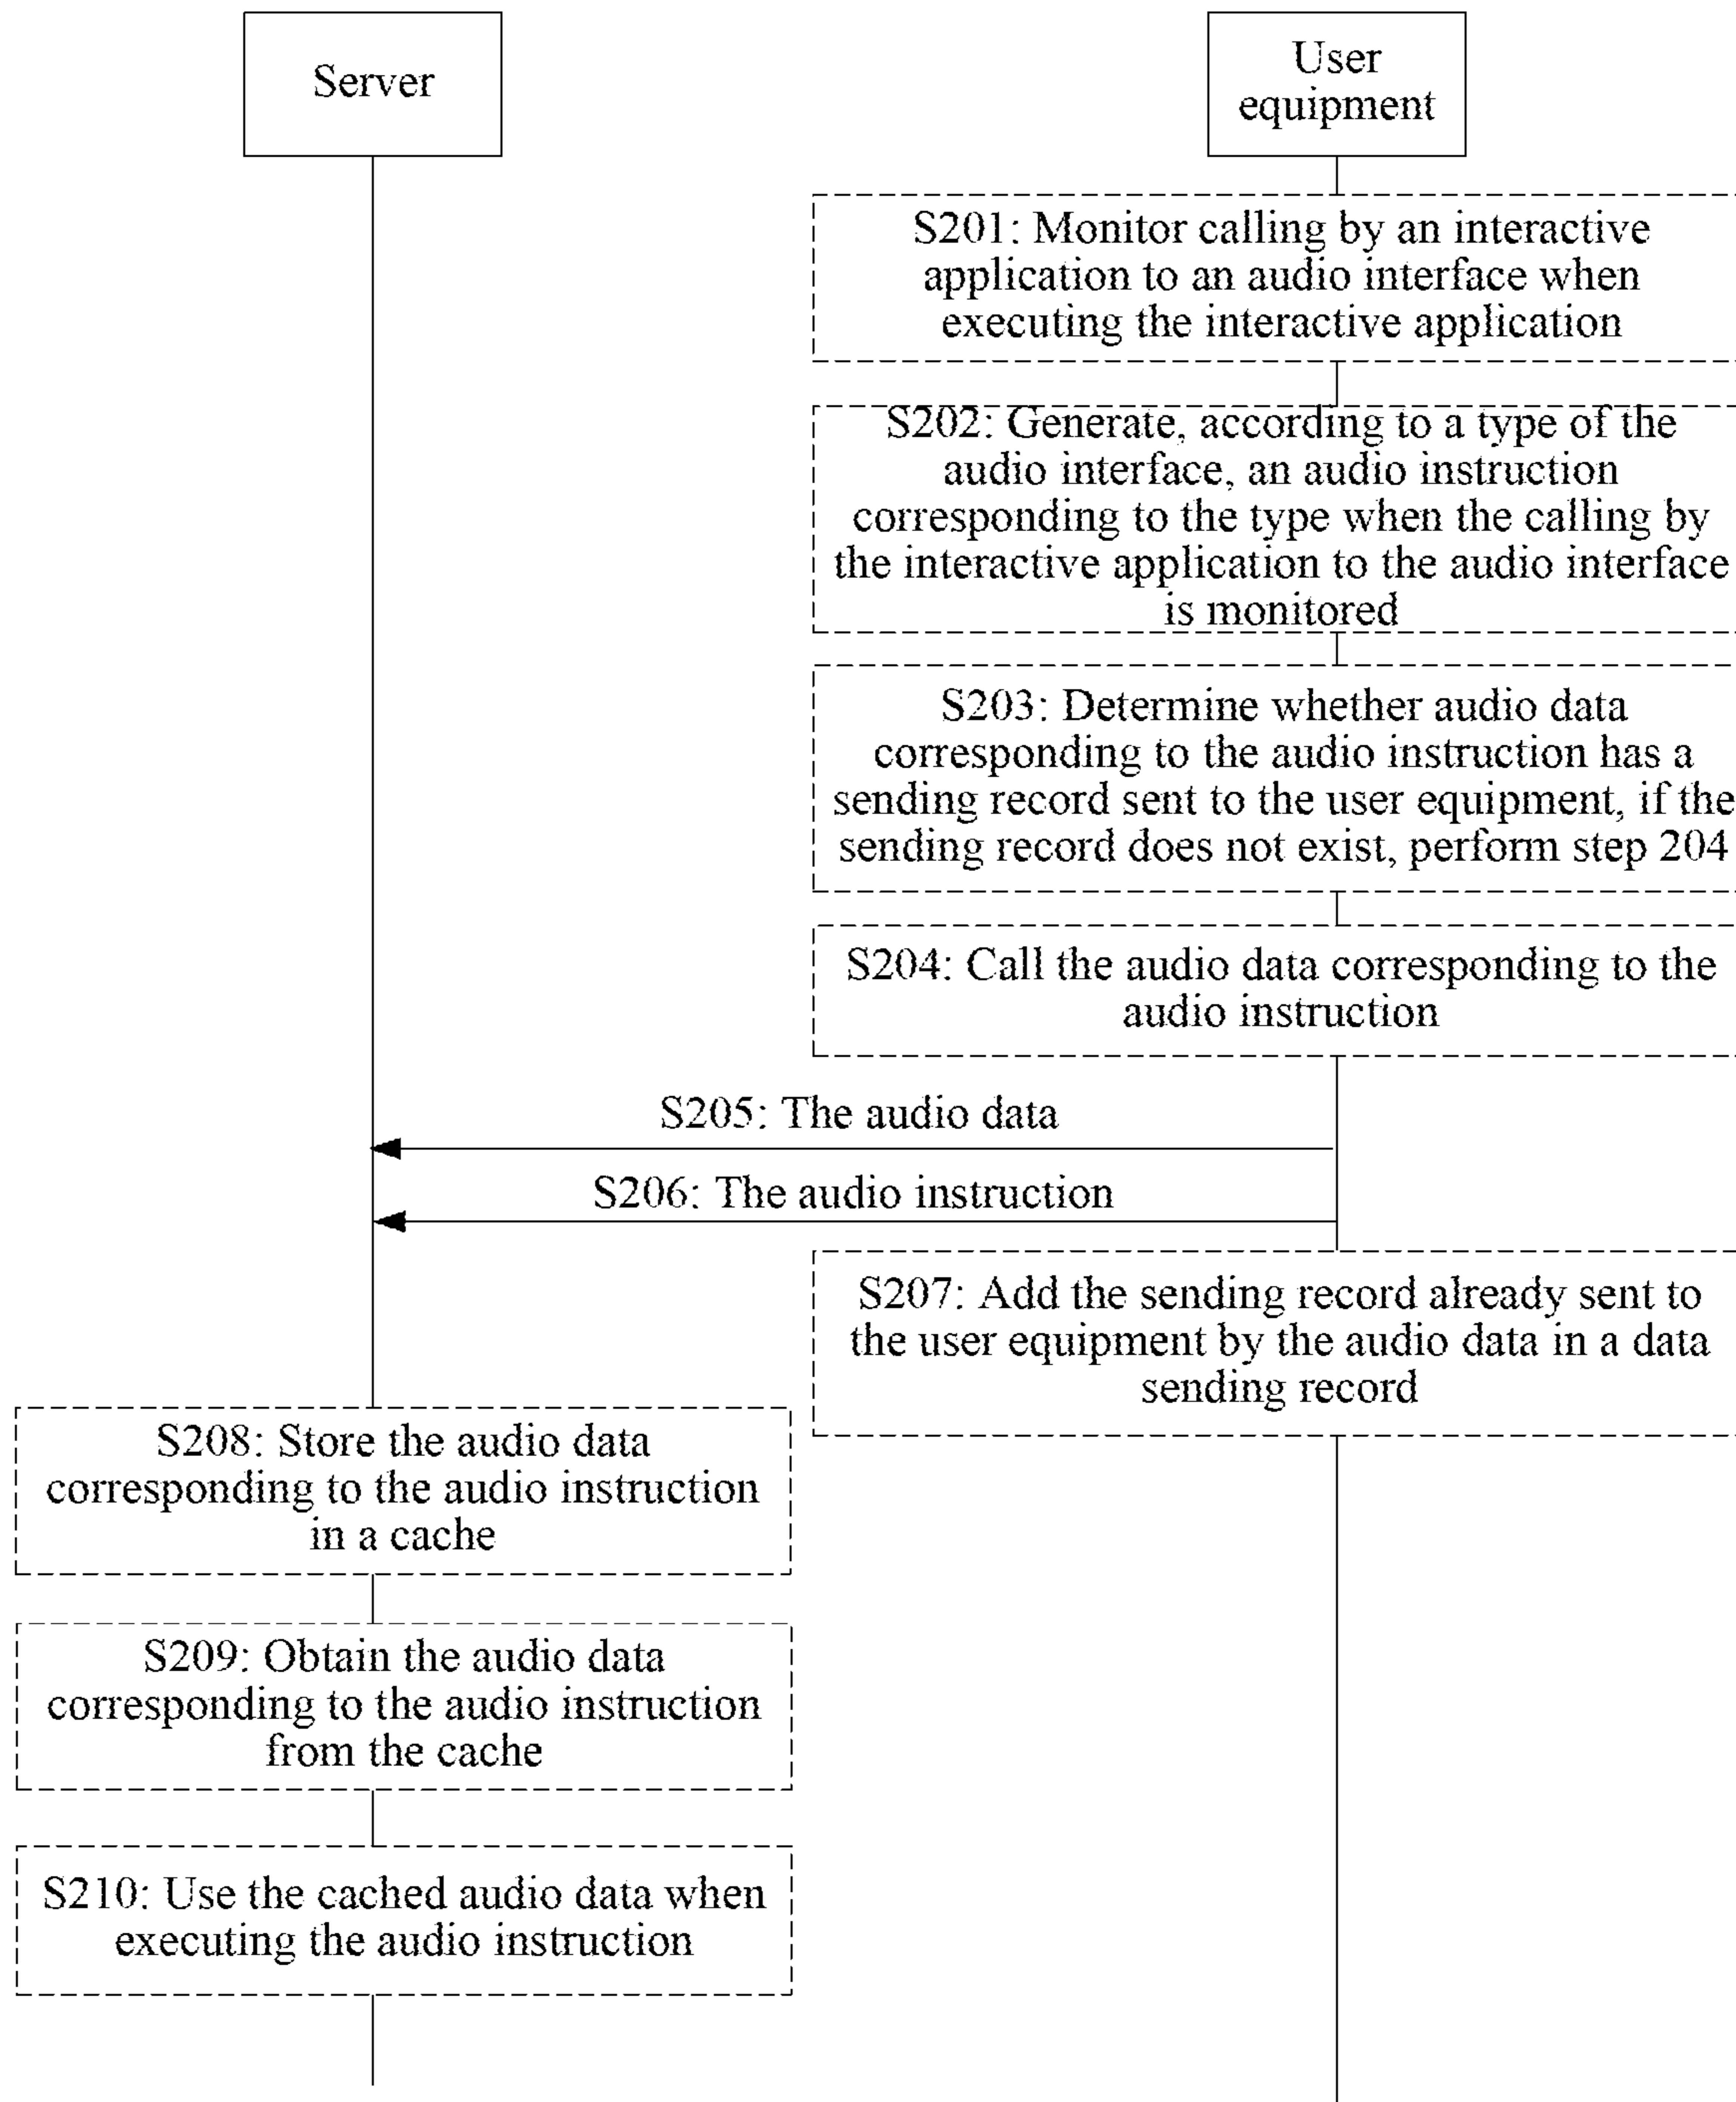 Server
User
equipment
S201: Monitor calling by an interactive
application to an audio interface when
executing the interactive application
S202: Generate, according to a type of the
audio interface, an audio instruction
corresponding to the type when the calling by
the interactive application to the audio interface
is monitored
S203: Determine whether audio data
corresponding to the audio instruction has a
sending record sent to the user equipment, if the
sending record does not exist, perform step 204
S204: Call the audio data corresponding to the
audio instruction
S205: The audio data
S206: The audio instruction
S207: Add the sending record already sent to
the user equipment by the audio data in a data
sending record
S208: Store the audio data
corresponding to the audio instruction
in a cache
S209: Obtain the audio data
corresponding to the audio instruction
from the cache
S210: Use the cached audio data when
executing the audio instruction